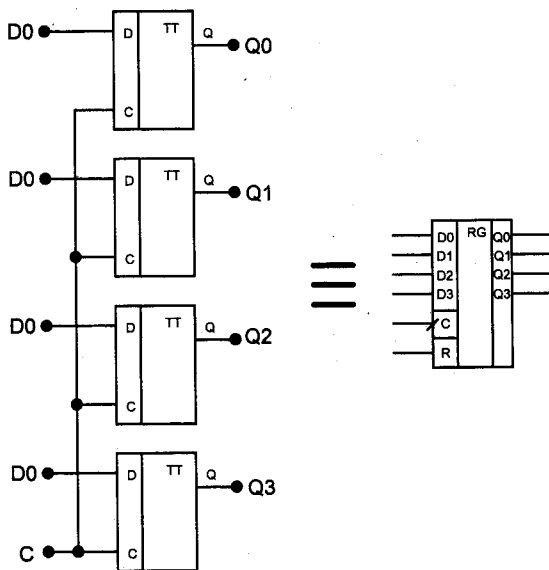 D0 D TT Q Q0
C
D0 D TT Q Q1
C
D0 D TT Q Q2
C
D0 D TT Q Q3
C C
D0 RG Q0
D1 Q1
D2 Q2
D3 Q3
C
R